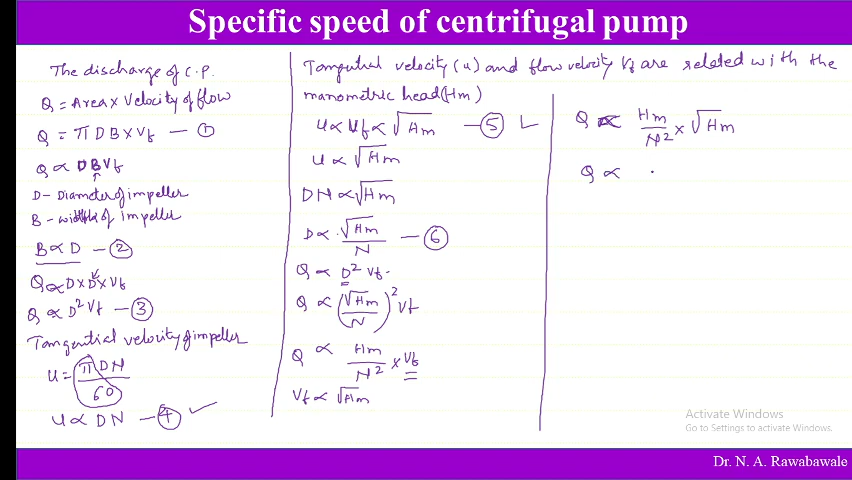 Specific speed of centrifugal pump
The discharge of C.P.
Q = Area x Velocity of flow
Q = π D B x Vf — ①
Q ∝ D B Vf
D - Diameter of impeller
B - width of impeller
B ∝ D — ②
Q ∝ D x D x Vf
Q ∝ D² Vf — ③
Tangential velocity of impeller
U = πDN/60
U ∝ DN — ④ ✓
Tangential velocity (u) and flow velocity Vf are related with the
manometric head (Hm)
U ∝ Vf ∝ √Hm — ⑤ ✓
U ∝ √Hm
DN ∝ √Hm
D ∝ √Hm/N — ⑥
Q ∝ D² Vf
Q ∝ (√Hm/N)² Vf
Q ∝ Hm/N² x Vf
Vf ∝ √Hm
Q ∝ Hm/N² x √Hm
Q ∝
Activate Windows
Go to Settings to activate Windows.
Dr. N. A. Rawabawale